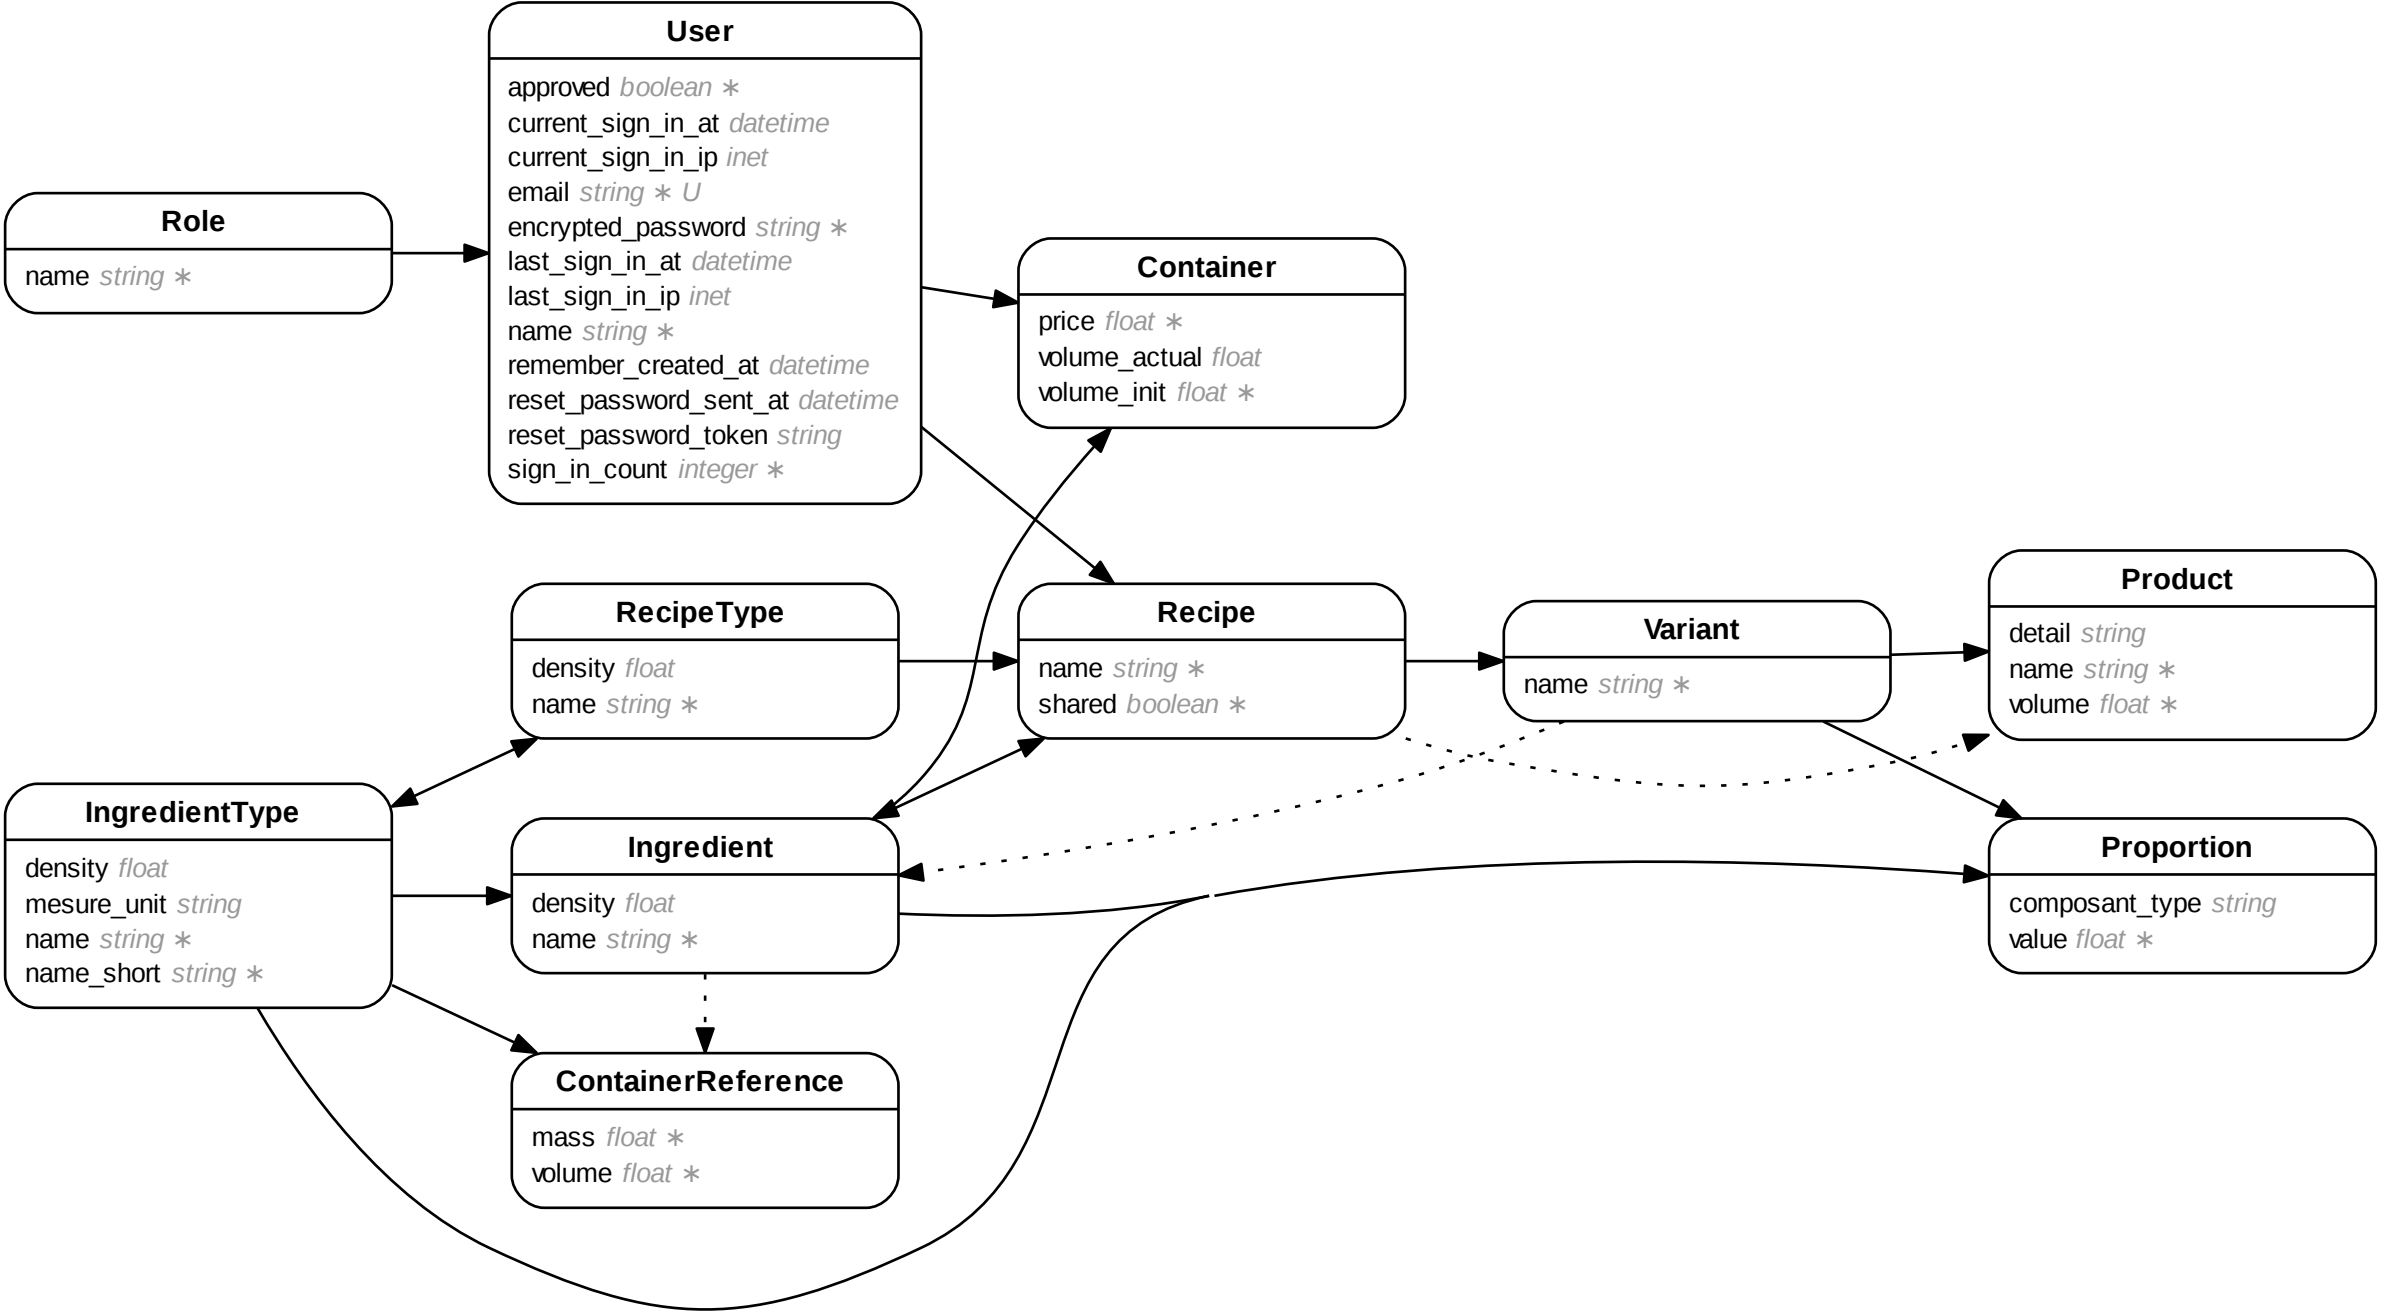 User
approved boolean ∗
current_sign_in_at datetime
current_sign_in_ip inet
email string ∗ U
encrypted_password string ∗
last_sign_in_at datetime
last_sign_in_ip inet
name string ∗
remember_created_at datetime
reset_password_sent_at datetime
reset_password_token string
sign_in_count integer ∗
Role
name string ∗
Container
price float ∗
volume_actual float
volume_init float ∗
RecipeType
density float
name string ∗
Recipe
name string ∗
shared boolean ∗
Variant
name string ∗
Product
detail string
name string ∗
volume float ∗
IngredientType
density float
mesure_unit string
name string ∗
name_short string ∗
Ingredient
density float
name string ∗
Proportion
composant_type string
value float ∗
ContainerReference
mass float ∗
volume float ∗